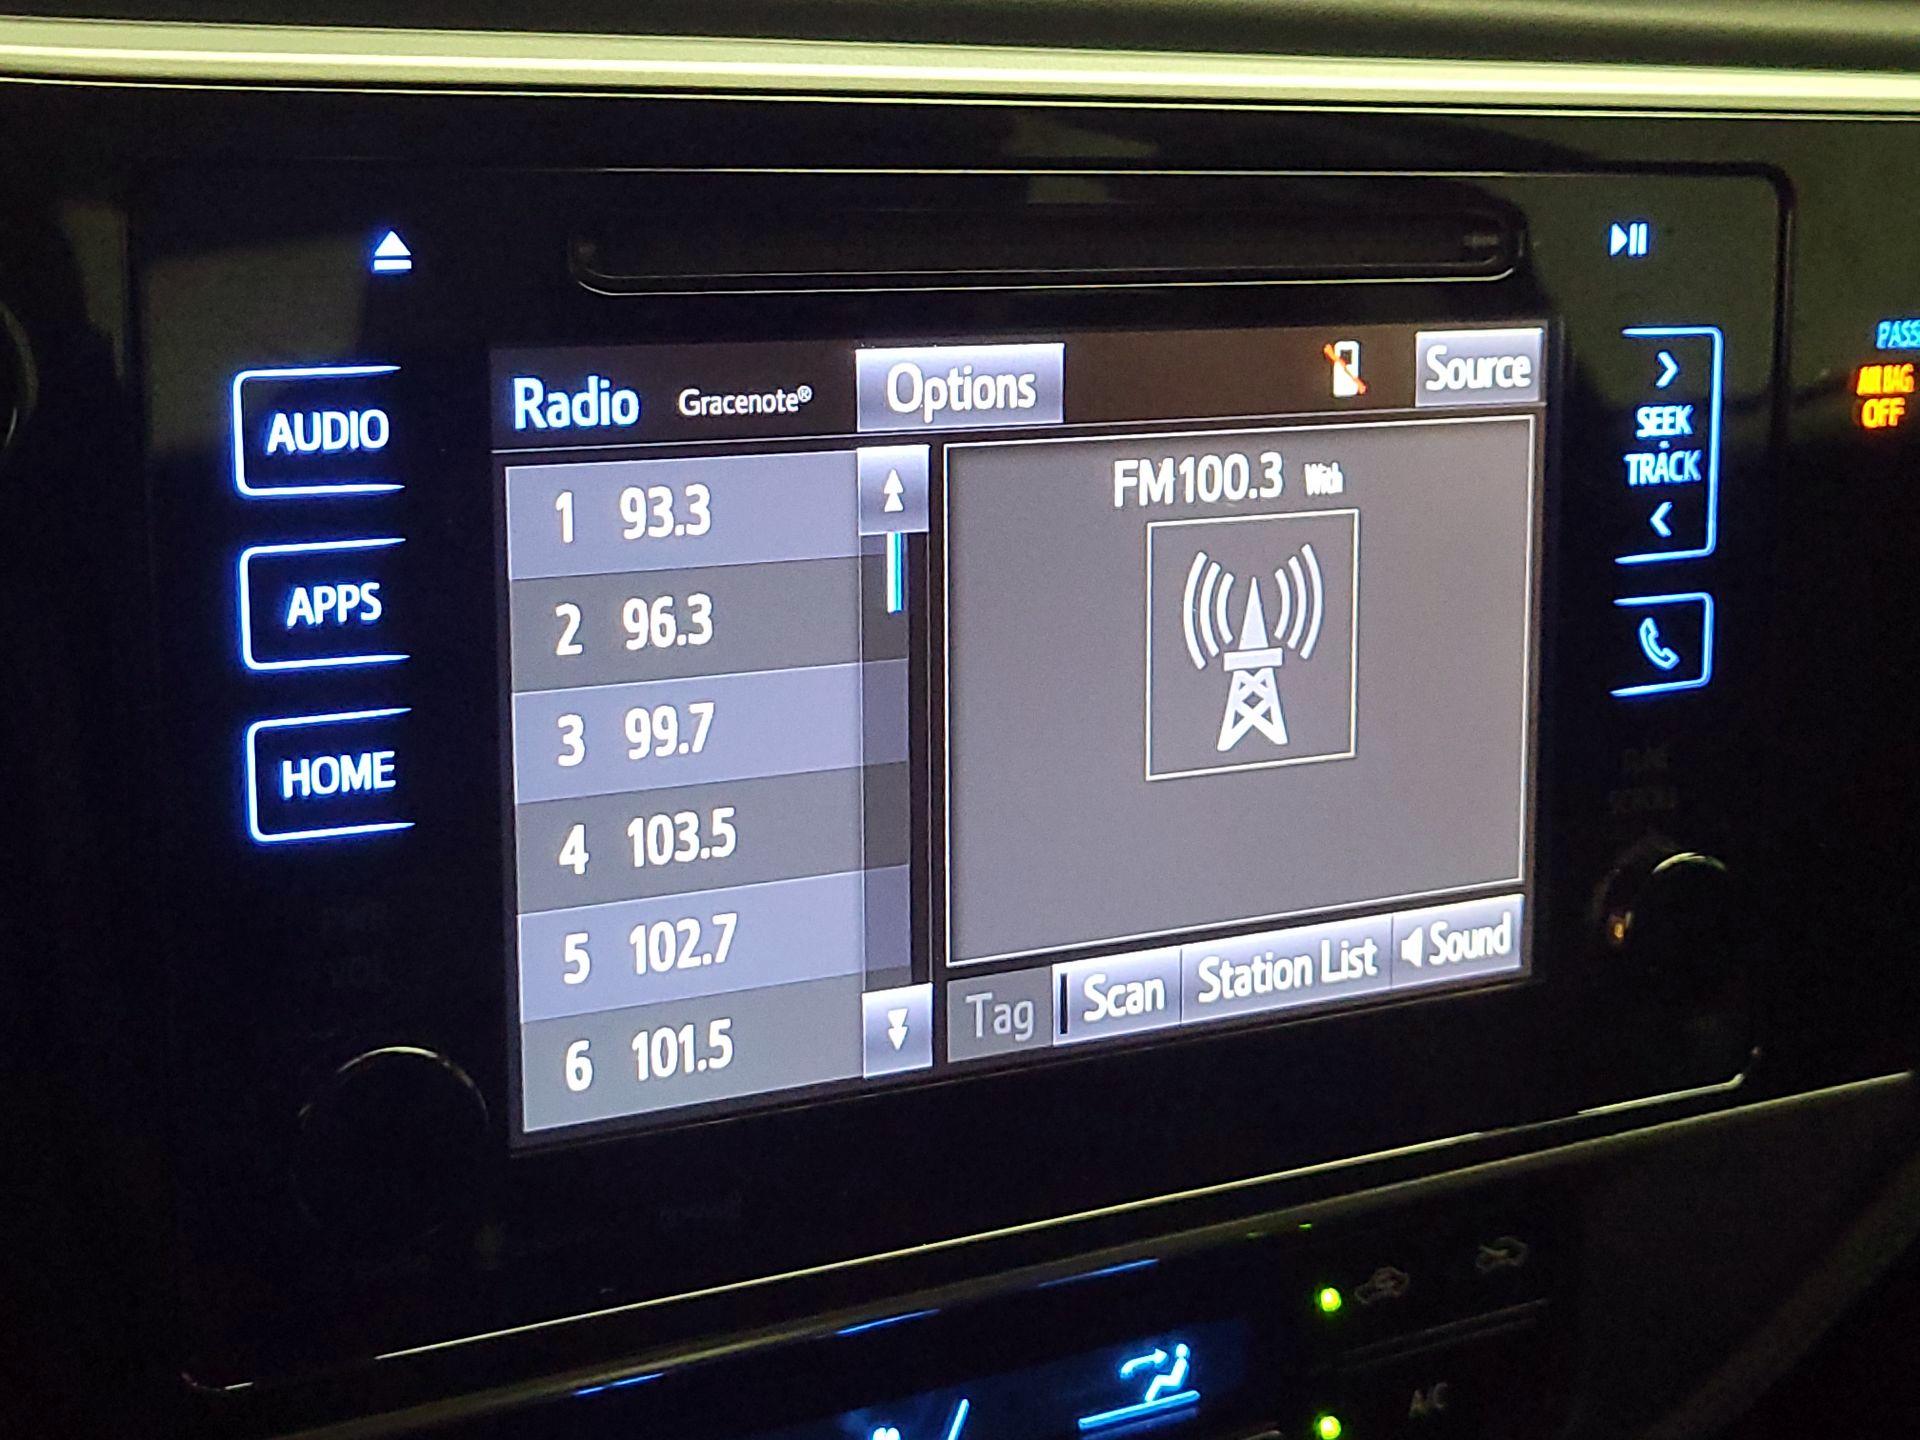 AUDIO
APPS
HOME
Radio Gracenote® Options Source
1 93.3
2 96.3
3 99.7
4 103.5
5 102.7
6 101.5
FM100.3 With
Tag Scan Station List Sound
SEEK
TRACK
AIR BAG
OFF
A/C